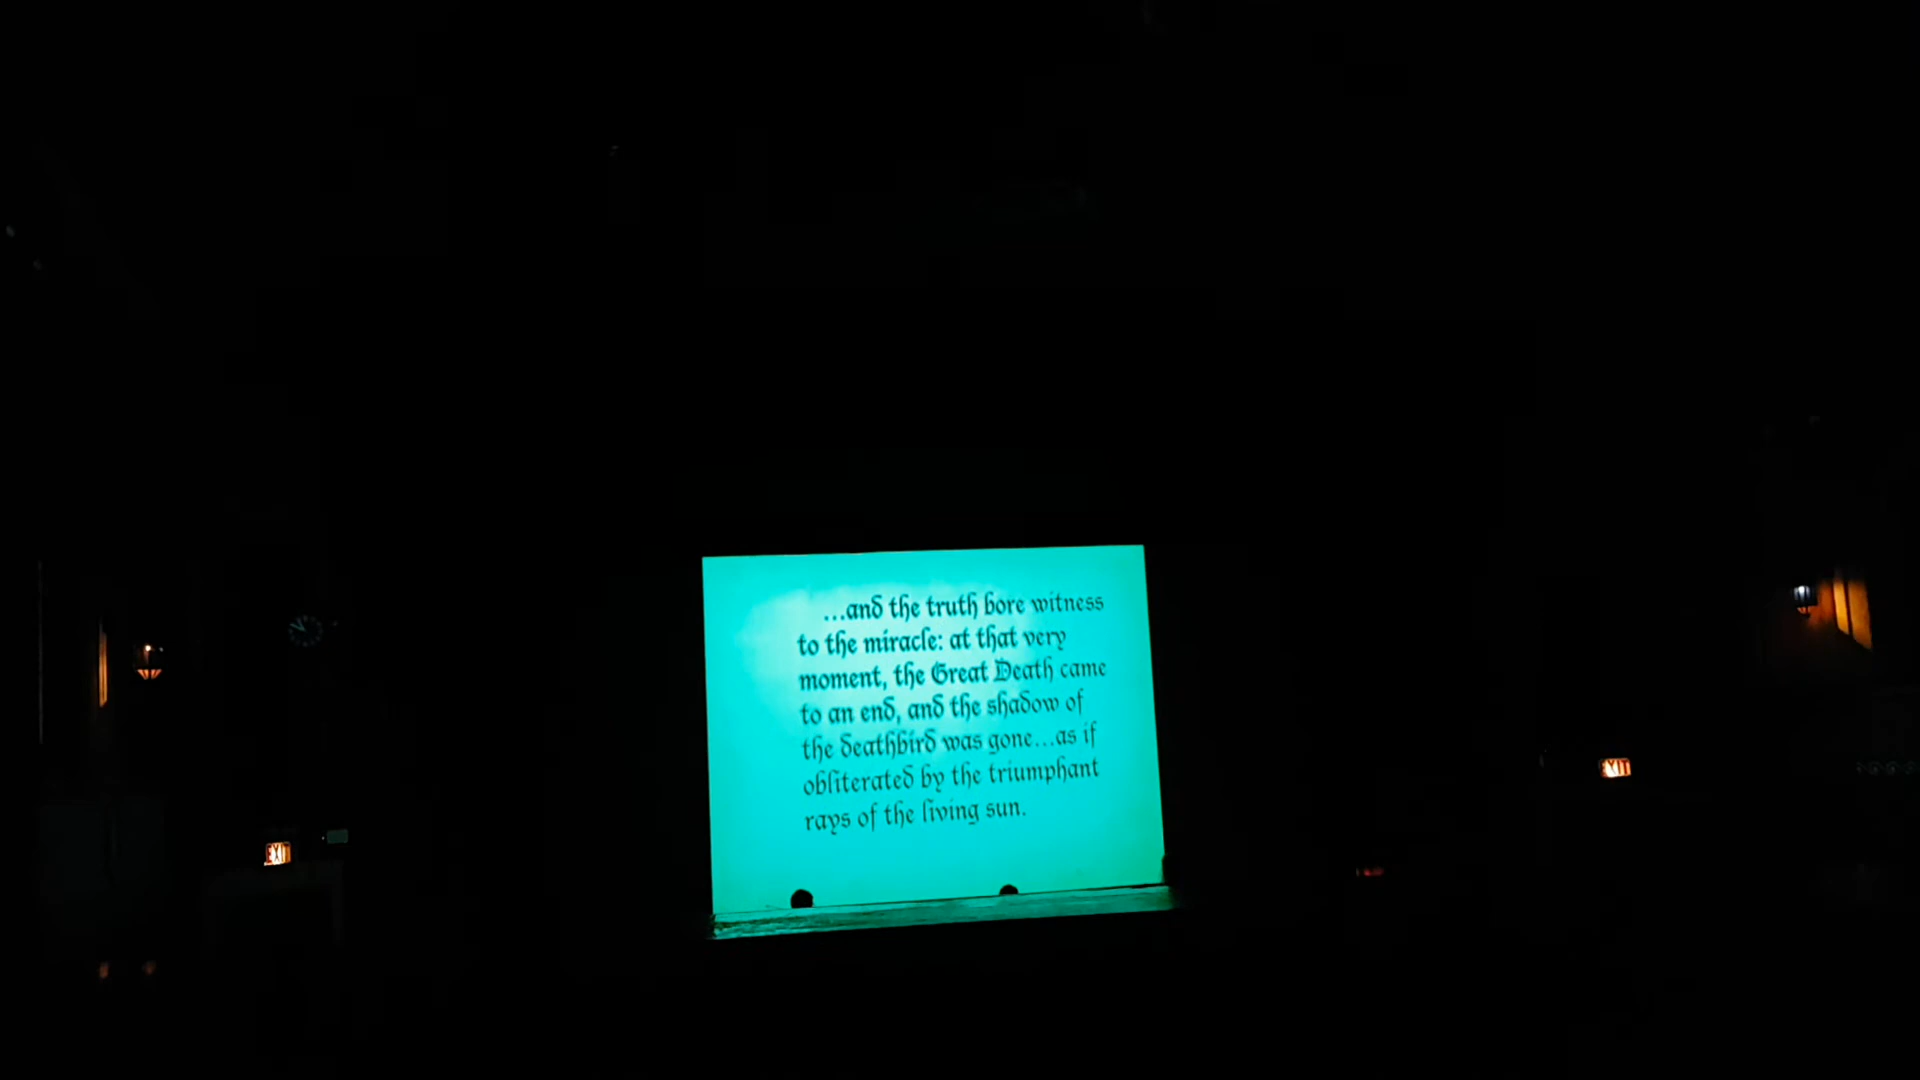 ...and the truth bore witness
to the miracle: at that very
moment, the Great Death came
to an end, and the shadow of
the deathbird was gone...as if
obliterated by the triumphant
rays of the living sun.
EXIT
EXIT